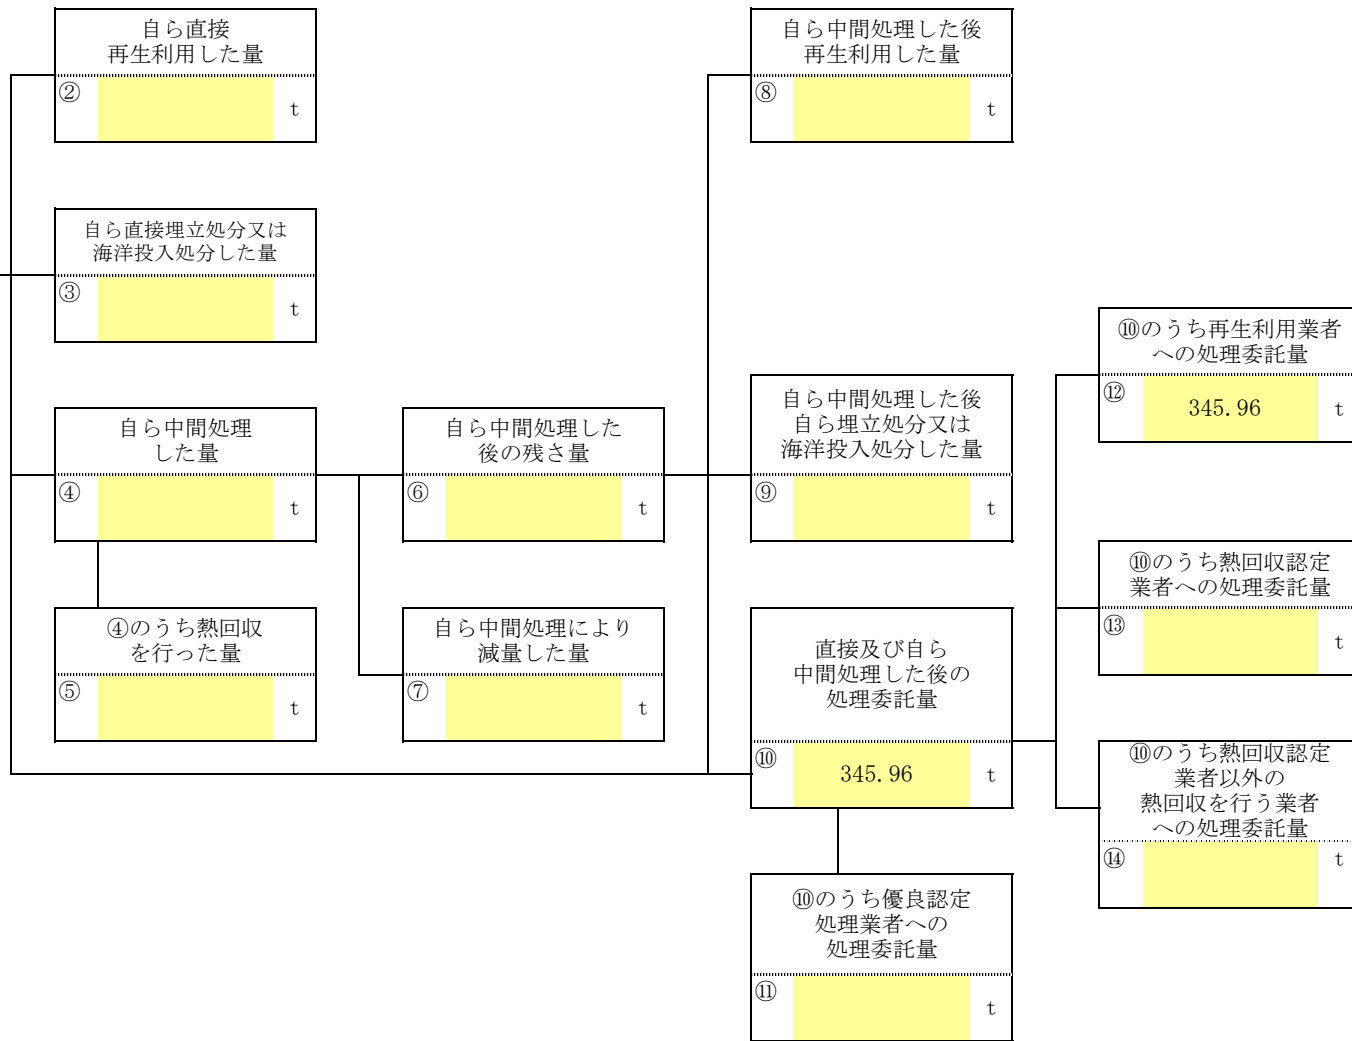 自ら直接
再生利用した量
②
t
自ら直接埋立処分又は
海洋投入処分した量
③
t
自ら中間処理
した量
④
t
④のうち熱回収
を行った量
⑤
t
自ら中間処理した
後の残さ量
⑥
t
自ら中間処理により
減量した量
⑦
t
自ら中間処理した後
再生利用した量
⑧
t
自ら中間処理した後
自ら埋立処分又は
海洋投入処分した量
⑨
t
直接及び自ら
中間処理した後の
処理委託量
⑩ 345.96 t
⑩のうち優良認定
処理業者への
処理委託量
⑪
t
⑩のうち再生利用業者
への処理委託量
⑫ 345.96 t
⑩のうち熱回収認定
業者への処理委託量
⑬
t
⑩のうち熱回収認定
業者以外の
熱回収を行う業者
への処理委託量
⑭
t